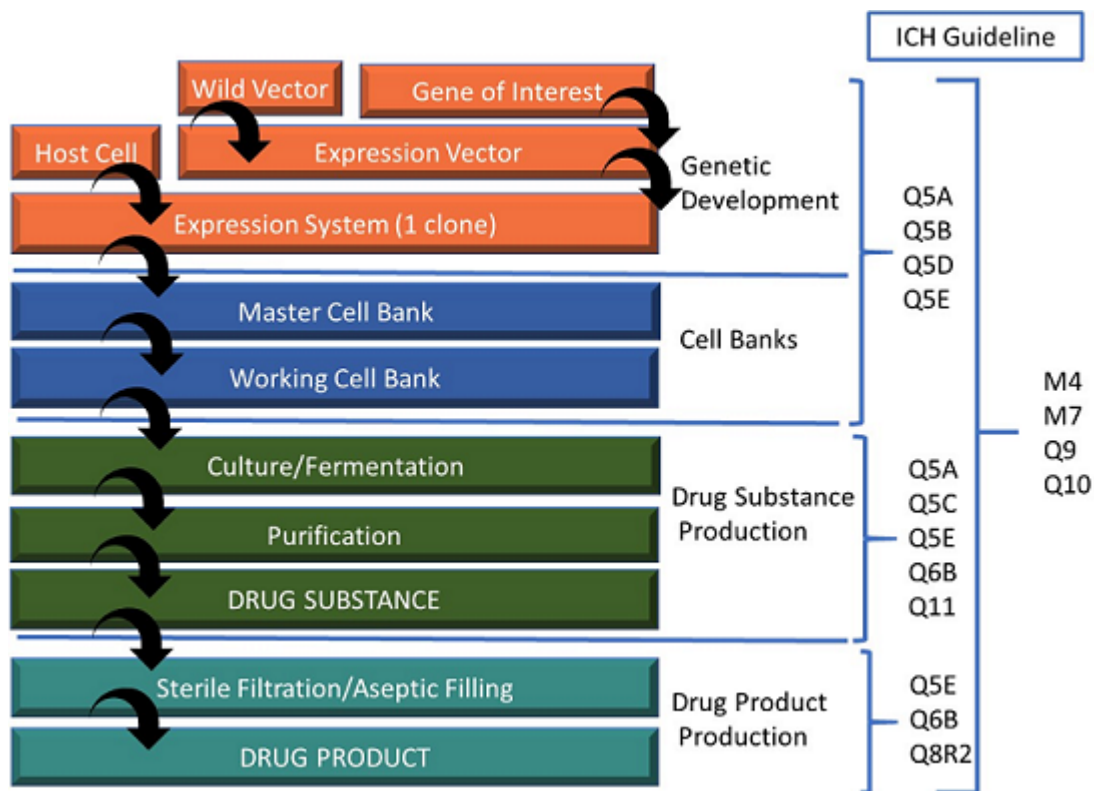 ICH Guideline
Wild Vector
Gene of Interest
Host Cell
Expression Vector
Genetic
Development
Expression System (1 clone)
Q5A
Q5B
Q5D
Q5E
Master Cell Bank
Cell Banks
Working Cell Bank
M4
M7
Q9
Q10
Culture/Fermentation
Drug Substance
Production
Purification
DRUG SUBSTANCE
Q5A
Q5C
Q5E
Q6B
Q11
Sterile Filtration/Aseptic Filling
Drug Product
Production
DRUG PRODUCT
Q5E
Q6B
Q8R2